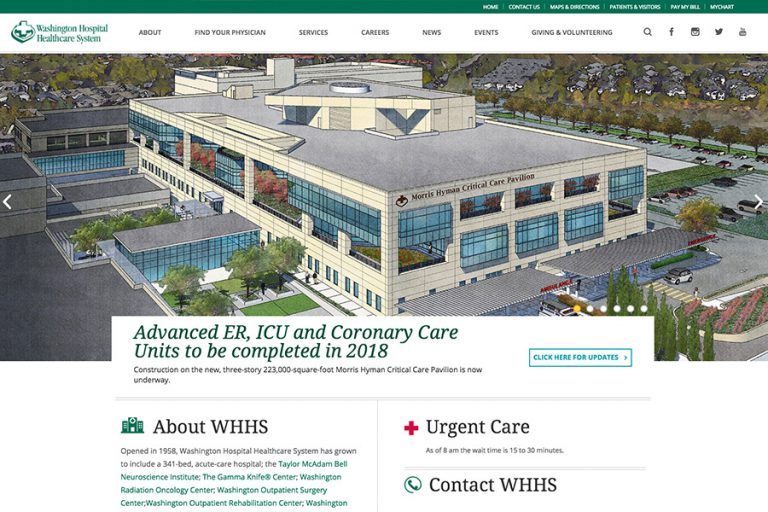 HOME CONTACT US MAPS & DIRECTIONS PATIENTS & VISITORS PAY MY BILL MYCHART
Washington Hospital
Healthcare System
ABOUT FIND YOUR PHYSICIAN SERVICES CAREERS NEWS EVENTS GIVING & VOLUNTEERING
Morris Hyman Critical Care Pavilion
EMERGENCY
AMBULANCE
Advanced ER, ICU and Coronary Care
Units to be completed in 2018
Construction on the new, three-story 223,000-square-foot Morris Hyman Critical Care Pavilion is now
underway.
CLICK HERE FOR UPDATES
About WHHS
Opened in 1958, Washington Hospital Healthcare System has grown
to include a 341-bed, acute-care hospital; the Taylor McAdam Bell
Neuroscience Institute; The Gamma Knife® Center; Washington
Radiation Oncology Center; Washington Outpatient Surgery
Center;Washington Outpatient Rehabilitation Center; Washington
Urgent Care
As of 8 am the wait time is 15 to 30 minutes.
Contact WHHS